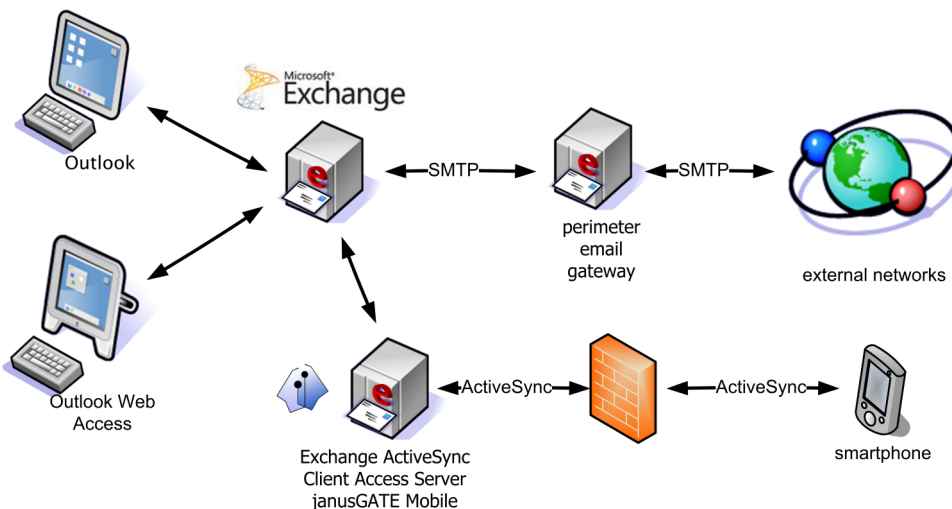 Microsoft®
Exchange
Outlook
SMTP
SMTP
perimeter
email
gateway
external networks
Outlook Web
Access
ActiveSync
ActiveSync
Exchange ActiveSync
Client Access Server
janusGATE Mobile
smartphone